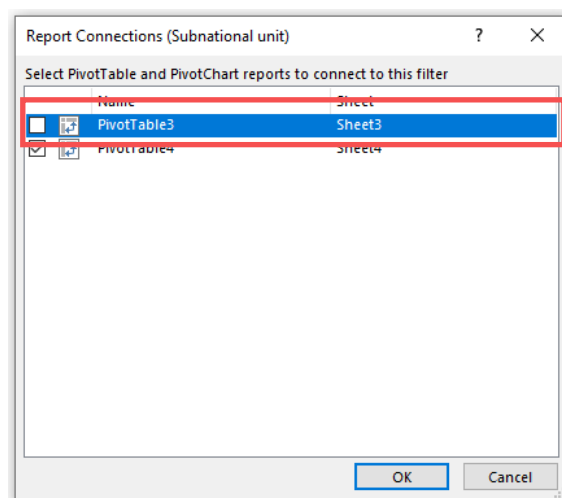 Report Connections (Subnational unit) ?
Select PivotTable and PivotChart reports to connect to this filter
Name Sheet
PivotTable3 Sheet3
PivotTable4 Sheet4
OK Cancel